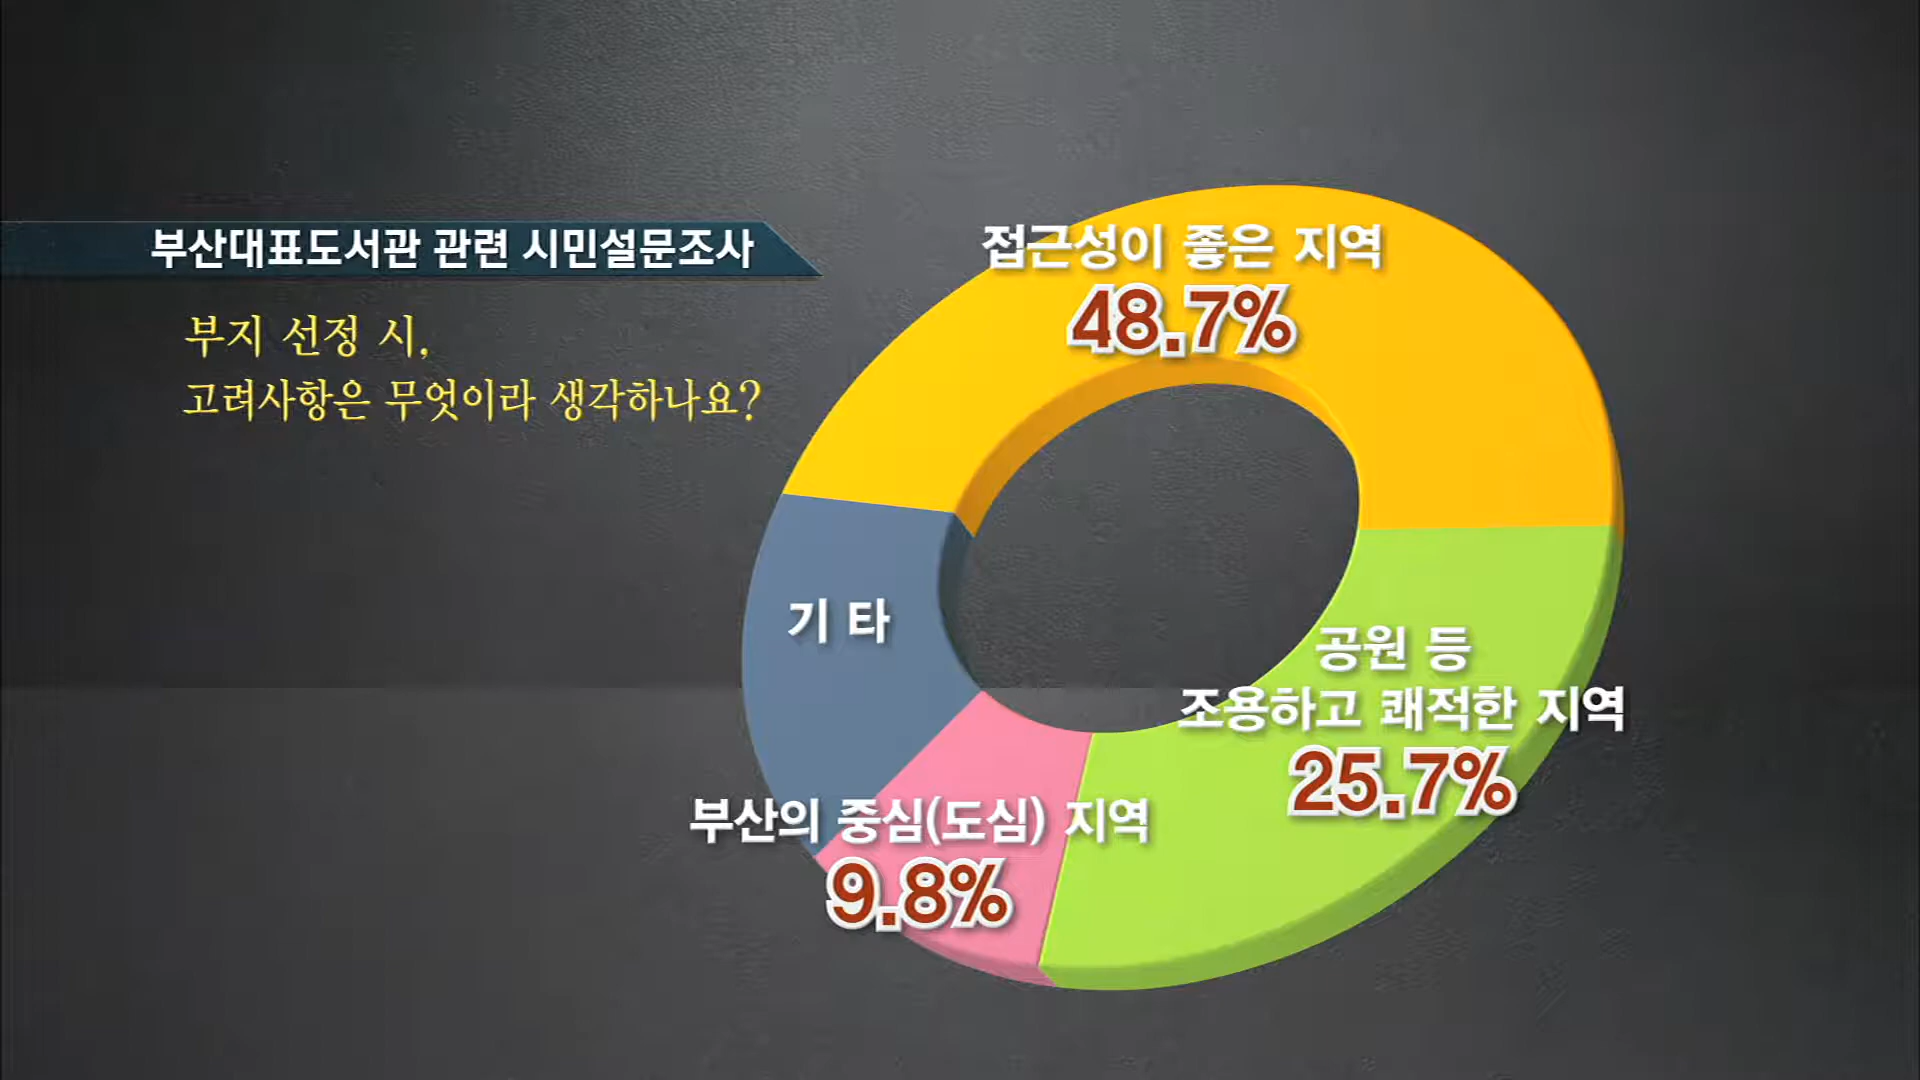 부산대표도서관 관련 시민설문조사
부지 선정 시,
고려사항은 무엇이라 생각하나요?
접근성이 좋은 지역
48.7%
기 타
공원 등
조용하고 쾌적한 지역
25.7%
부산의 중심(도심) 지역
9.8%